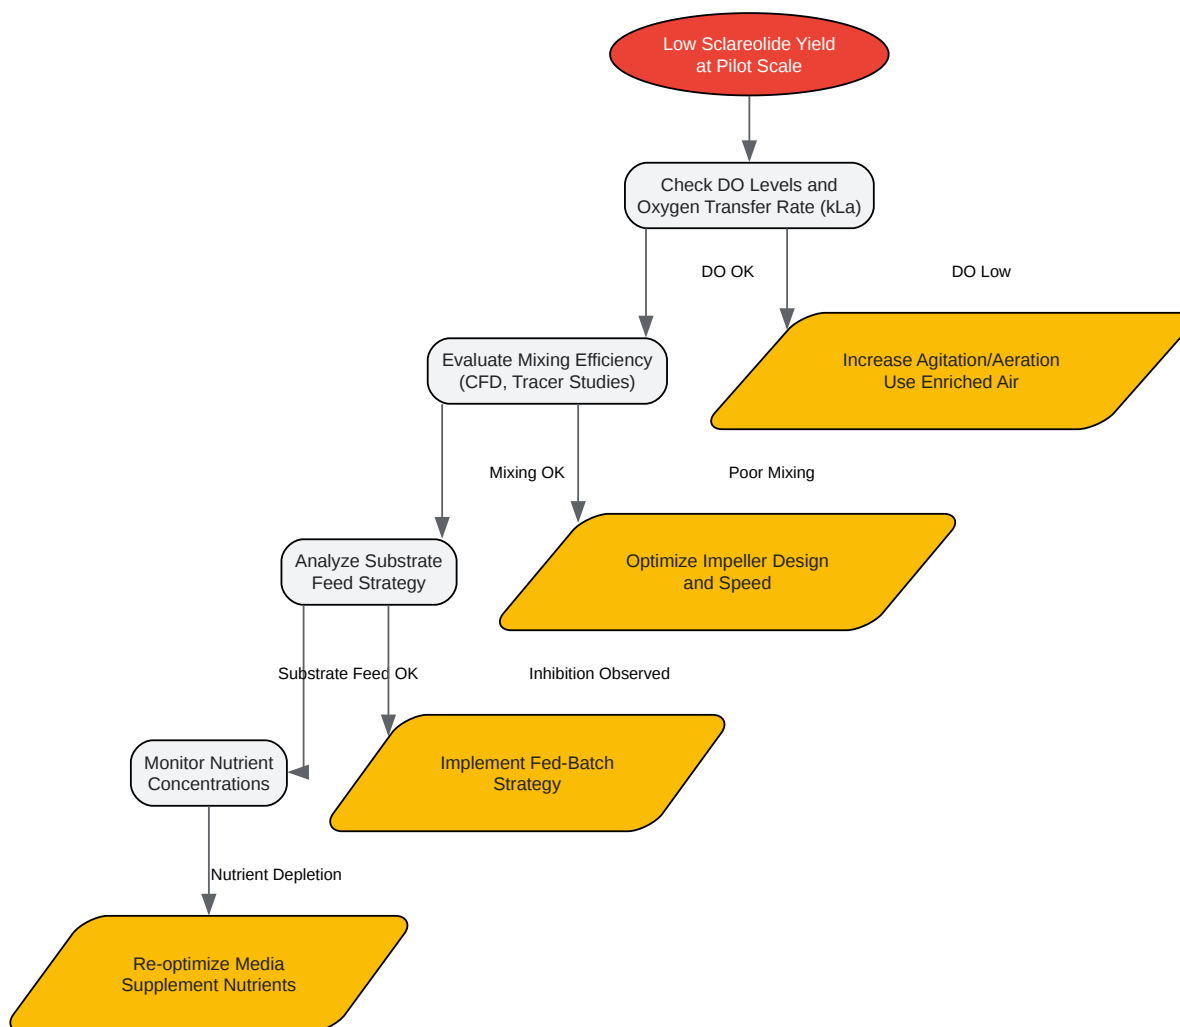 Low Sclareolide Yield
at Pilot Scale
Check DO Levels and
Oxygen Transfer Rate (kLa)
DO OK
DO Low
Evaluate Mixing Efficiency
(CFD, Tracer Studies)
Increase Agitation/Aeration
Use Enriched Air
Mixing OK
Poor Mixing
Analyze Substrate
Feed Strategy
Optimize Impeller Design
and Speed
Substrate Feed OK
Inhibition Observed
Monitor Nutrient
Concentrations
Implement Fed-Batch
Strategy
Nutrient Depletion
Re-optimize Media
Supplement Nutrients